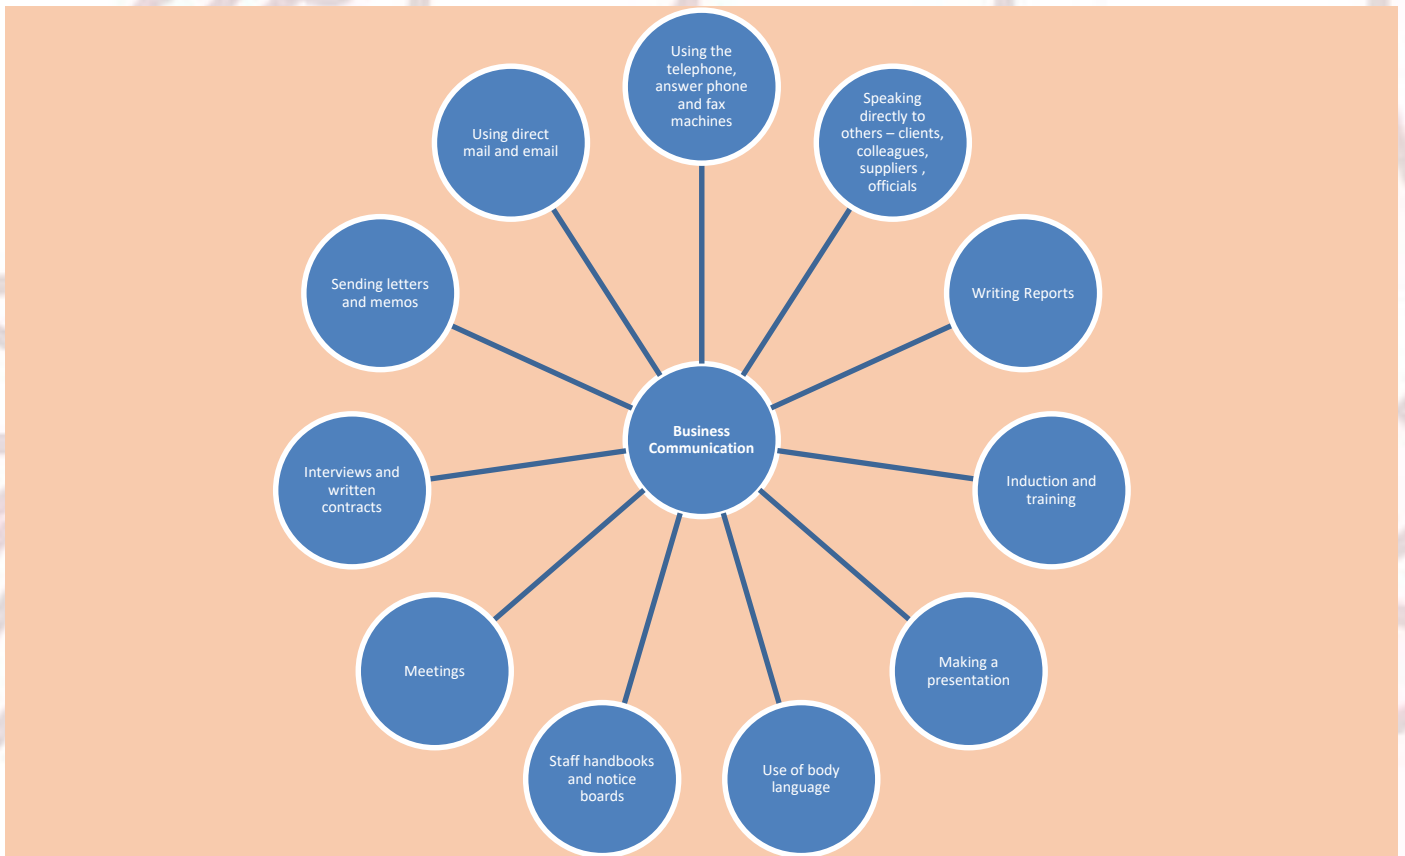 Using the
telephone,
answer phone
and fax
machines
Speaking
directly to
others – clients,
colleagues,
suppliers ,
officials
Writing Reports
Induction and
training
Making a
presentation
Use of body
language
Staff handbooks
and notice
boards
Meetings
Interviews and
written
contracts
Sending letters
and memos
Using direct
mail and email
Business
Communication